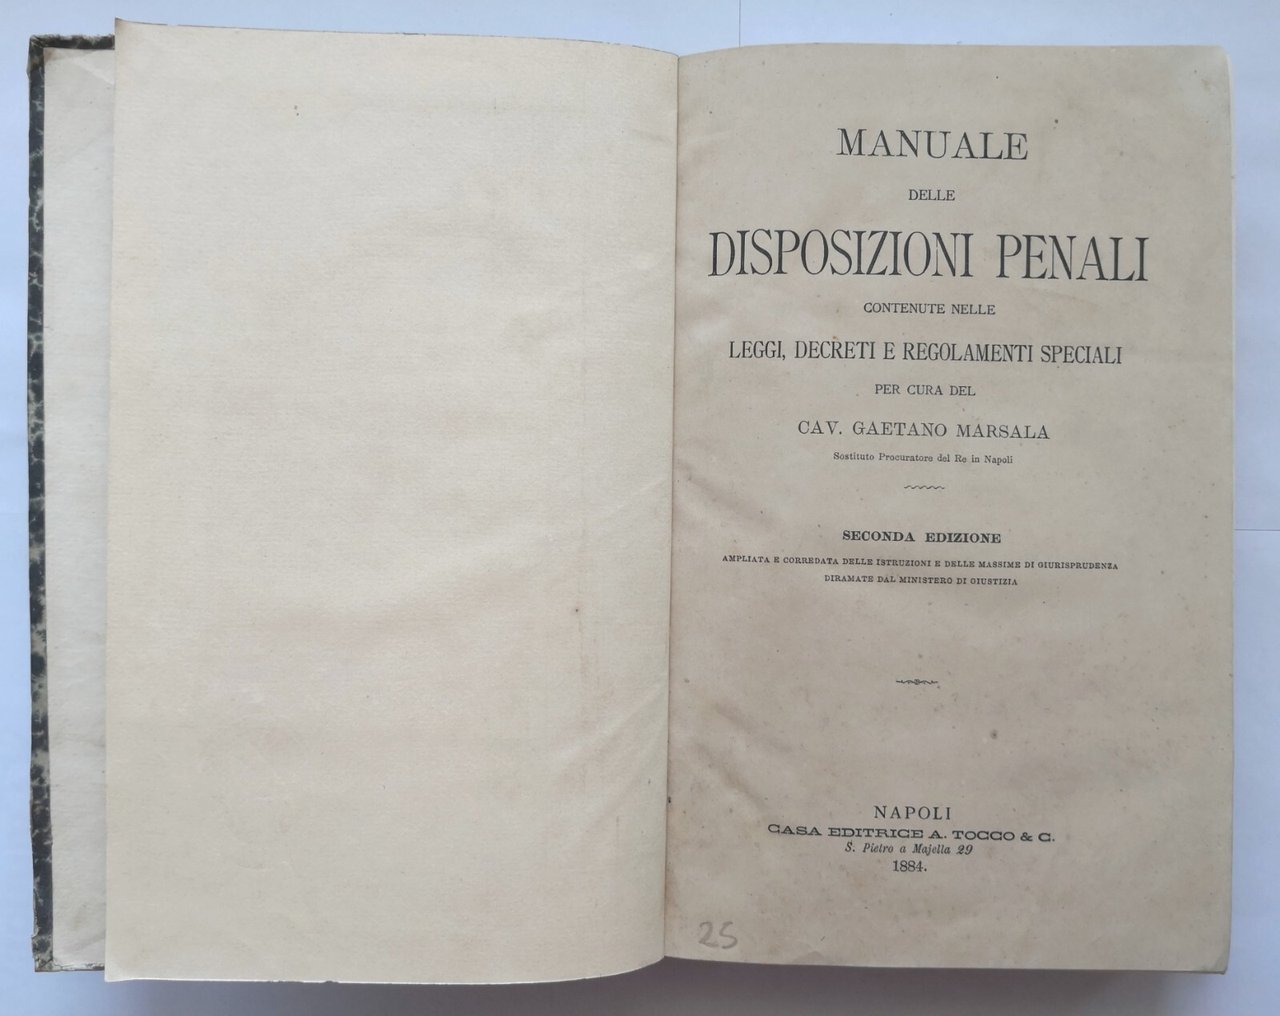 MANUALE
DELLE
DISPOSIZIONI PENALI
CONTENUTE NELLE
LEGGI, DECRETI E REGOLAMENTI SPECIALI
PER CURA DEL
CAV. GAETANO MARSALA
Sostituto Procuratore del Re in Napoli
SECONDA EDIZIONE
AMPLIATA E CORREDATA DELLE ISTRUZIONI E DELLE MASSIME DI GIURISPRUDENZA
DIRAMATE DAL MINISTERO DI GIUSTIZIA
NAPOLI
CASA EDITRICE A. TOCCO & C.
S. Pietro a Majella 29
1884.
25